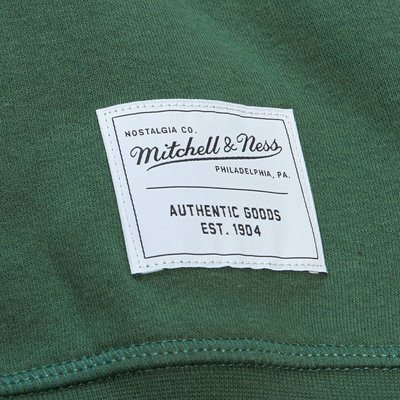 NOSTALGIA CO.
Mitchell & Ness
PHILADELPHIA, PA.
AUTHENTIC GOODS
EST. 1904